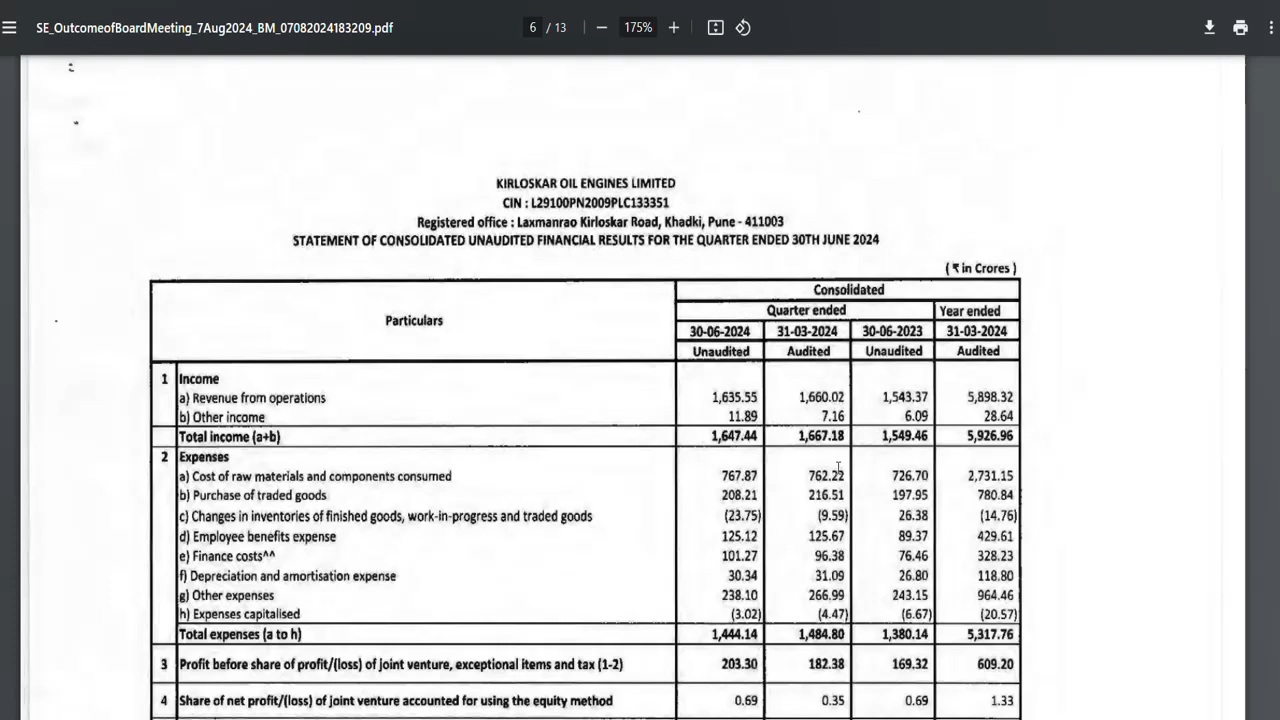 SE_OutcomeofBoardMeeting_7Aug2024_BM_07082024183209.pdf 6 / 13 175%
KIRLOSKAR OIL ENGINES LIMITED
CIN : L29100PN2009PLC133351
Registered office : Laxmanrao Kirloskar Road, Khadki, Pune - 411003
STATEMENT OF CONSOLIDATED UNAUDITED FINANCIAL RESULTS FOR THE QUARTER ENDED 30TH JUNE 2024
( ₹ in Crores )
Consolidated
Particulars Quarter ended Year ended
30-06-2024 31-03-2024 30-06-2023 31-03-2024
Unaudited Audited Unaudited Audited
1 Income
a) Revenue from operations 1,635.55 1,660.02 1,543.37 5,898.32
b) Other income 11.89 7.16 6.09 28.64
Total income (a+b) 1,647.44 1,667.18 1,549.46 5,926.96
2 Expenses
a) Cost of raw materials and components consumed 767.87 762.22 726.70 2,731.15
b) Purchase of traded goods 208.21 216.51 197.95 780.84
c) Changes in inventories of finished goods, work-in-progress and traded goods (23.75) (9.59) 26.38 (14.76)
d) Employee benefits expense 125.12 125.67 89.37 429.61
e) Finance costs^^ 101.27 96.38 76.46 328.23
f) Depreciation and amortisation expense 30.34 31.09 26.80 118.80
g) Other expenses 238.10 266.99 243.15 964.46
h) Expenses capitalised (3.02) (4.47) (6.67) (20.57)
Total expenses (a to h) 1,444.14 1,484.80 1,380.14 5,317.76
3 Profit before share of profit/(loss) of joint venture, exceptional items and tax (1-2) 203.30 182.38 169.32 609.20
4 Share of net profit/(loss) of joint venture accounted for using the equity method 0.69 0.35 0.69 1.33